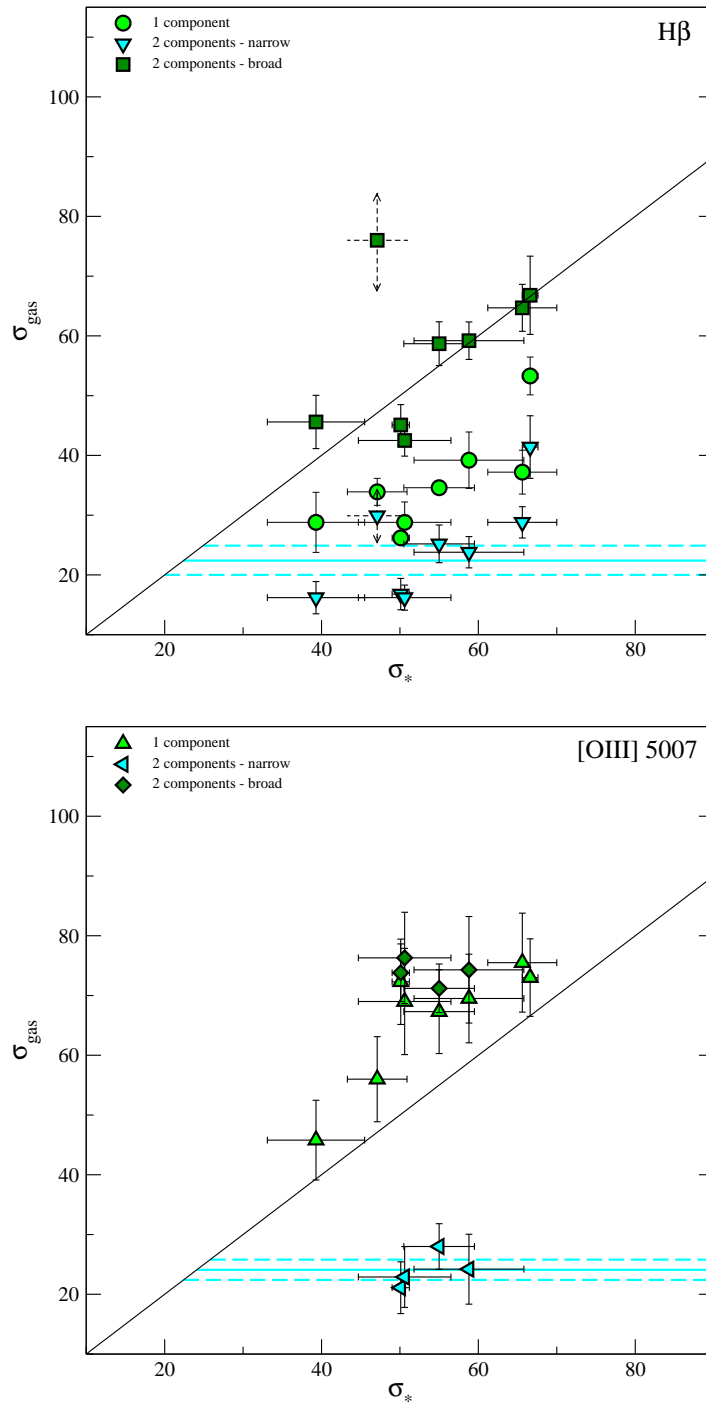 1 component
2 components - narrow
2 components - broad
Hβ
100
80
60
40
20
σgas
20 40 60 80
σ*
1 component
2 components - narrow
2 components - broad
[OIII] 5007
100
80
60
40
20
σgas
20 40 60 80
σ*